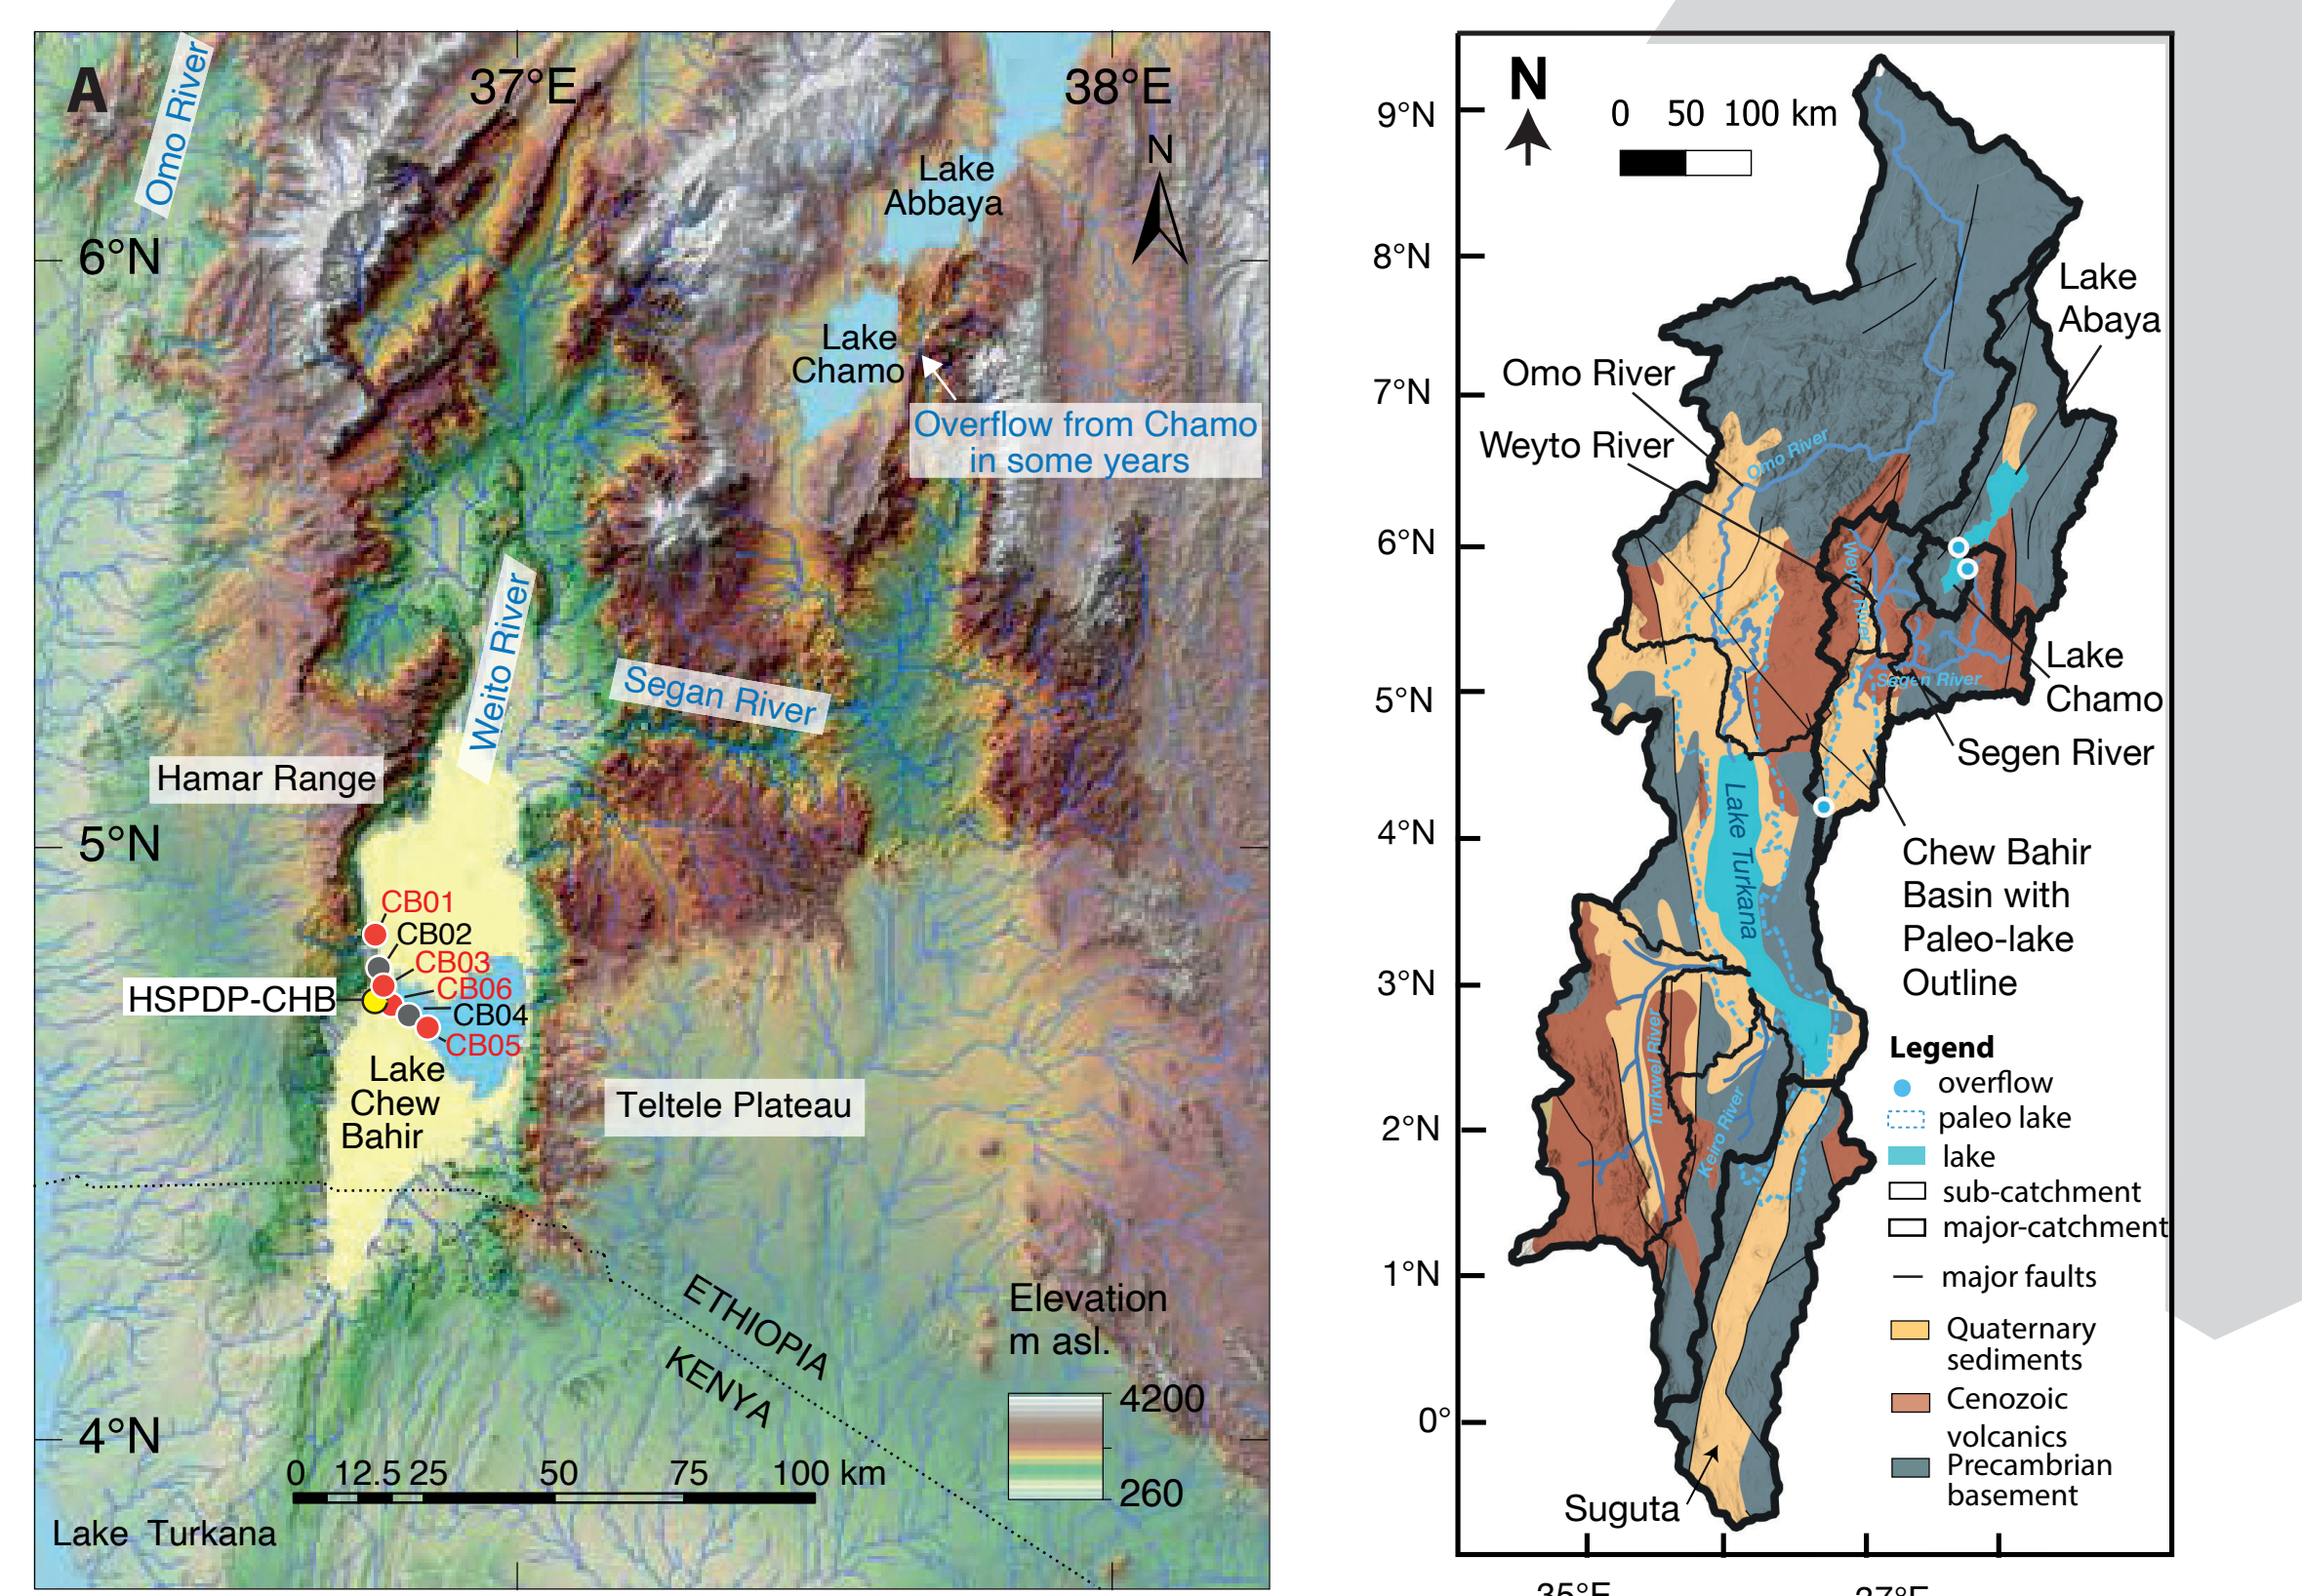 A
Omo River
37°E
38°E
N
Lake
Abbaya
6°N
Lake
Chamo
Overflow from Chamo
in some years
Weito River
Segan River
Hamar Range
5°N
CB01
CB02
CB03
CB06
HSPDP-CHB
CB04
CB05
Lake
Chew
Bahir
Teltele Plateau
ETHIOPIA
KENYA
Elevation
m asl.
4200
260
4°N
0 12.5 25 50 75 100 km
Lake Turkana
N
0 50 100 km
9°N
8°N
7°N
6°N
5°N
4°N
3°N
2°N
1°N
0°
Lake
Abaya
Omo River
Weyto River
Omo River
Weyto River
Lake
Chamo
Segen River
Segen River
Lake Turkana
Chew Bahir
Basin with
Paleo-lake
Outline
Turkwel River
Keiro River
Legend
overflow
paleo lake
lake
sub-catchment
major-catchment
major faults
Quaternary
sediments
Cenozoic
volcanics
Precambrian
basement
Suguta
35°E
37°E